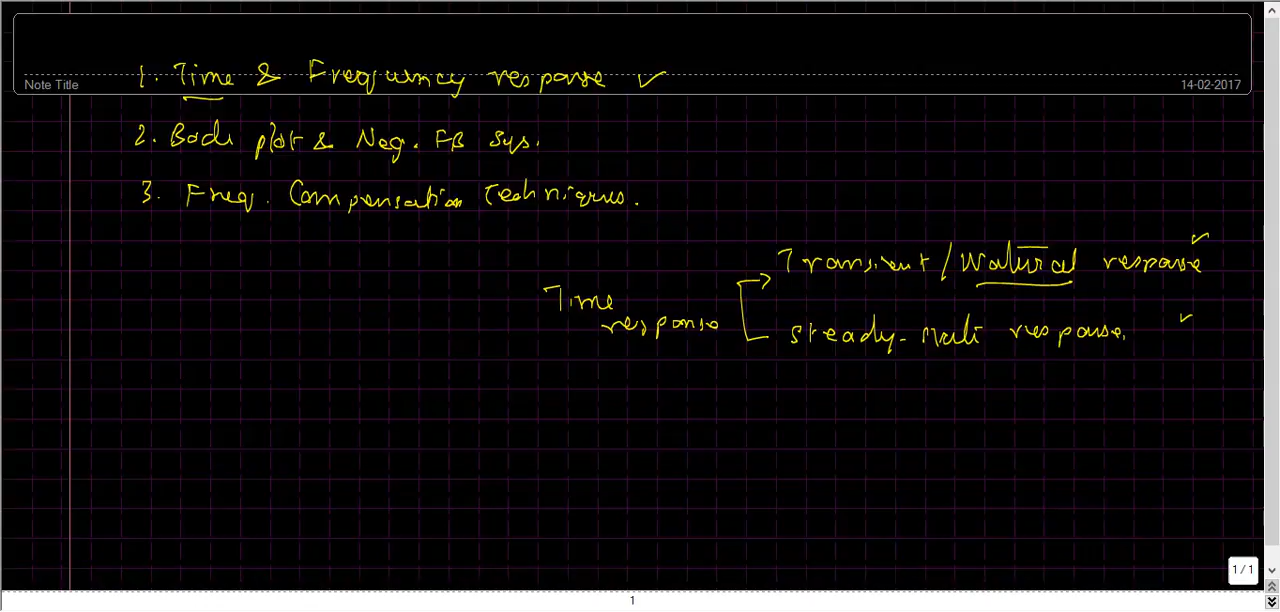 1. Time & Frequency response ✓
Note Title
14-02-2017
2. Bode plot & Neg. FB Sys.
3. Freq. Compensation Techniques.
Transient / Natural response ✓
Time
response
steady-state response. ✓
1 / 1
1